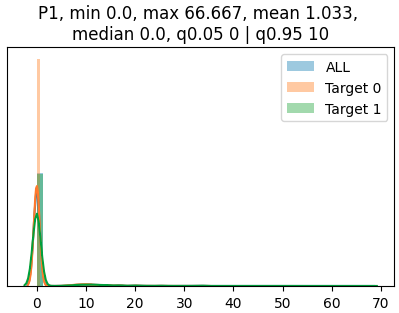 P1, min 0.0, max 66.667, mean 1.033,
median 0.0, q0.05 0 | q0.95 10
ALL
Target 0
Target 1
0 10 20 30 40 50 60 70